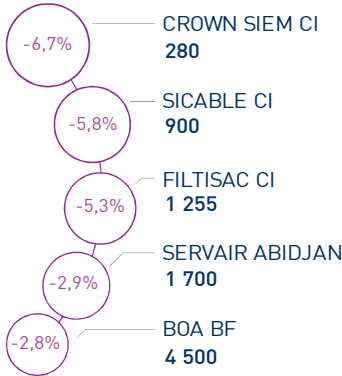 -6,7%
CROWN SIEM CI
280
-5,8%
SICABLE CI
900
-5,3%
FILTISAC CI
1 255
-2,9%
SERVAIR ABIDJAN
1 700
-2,8%
BOA BF
4 500